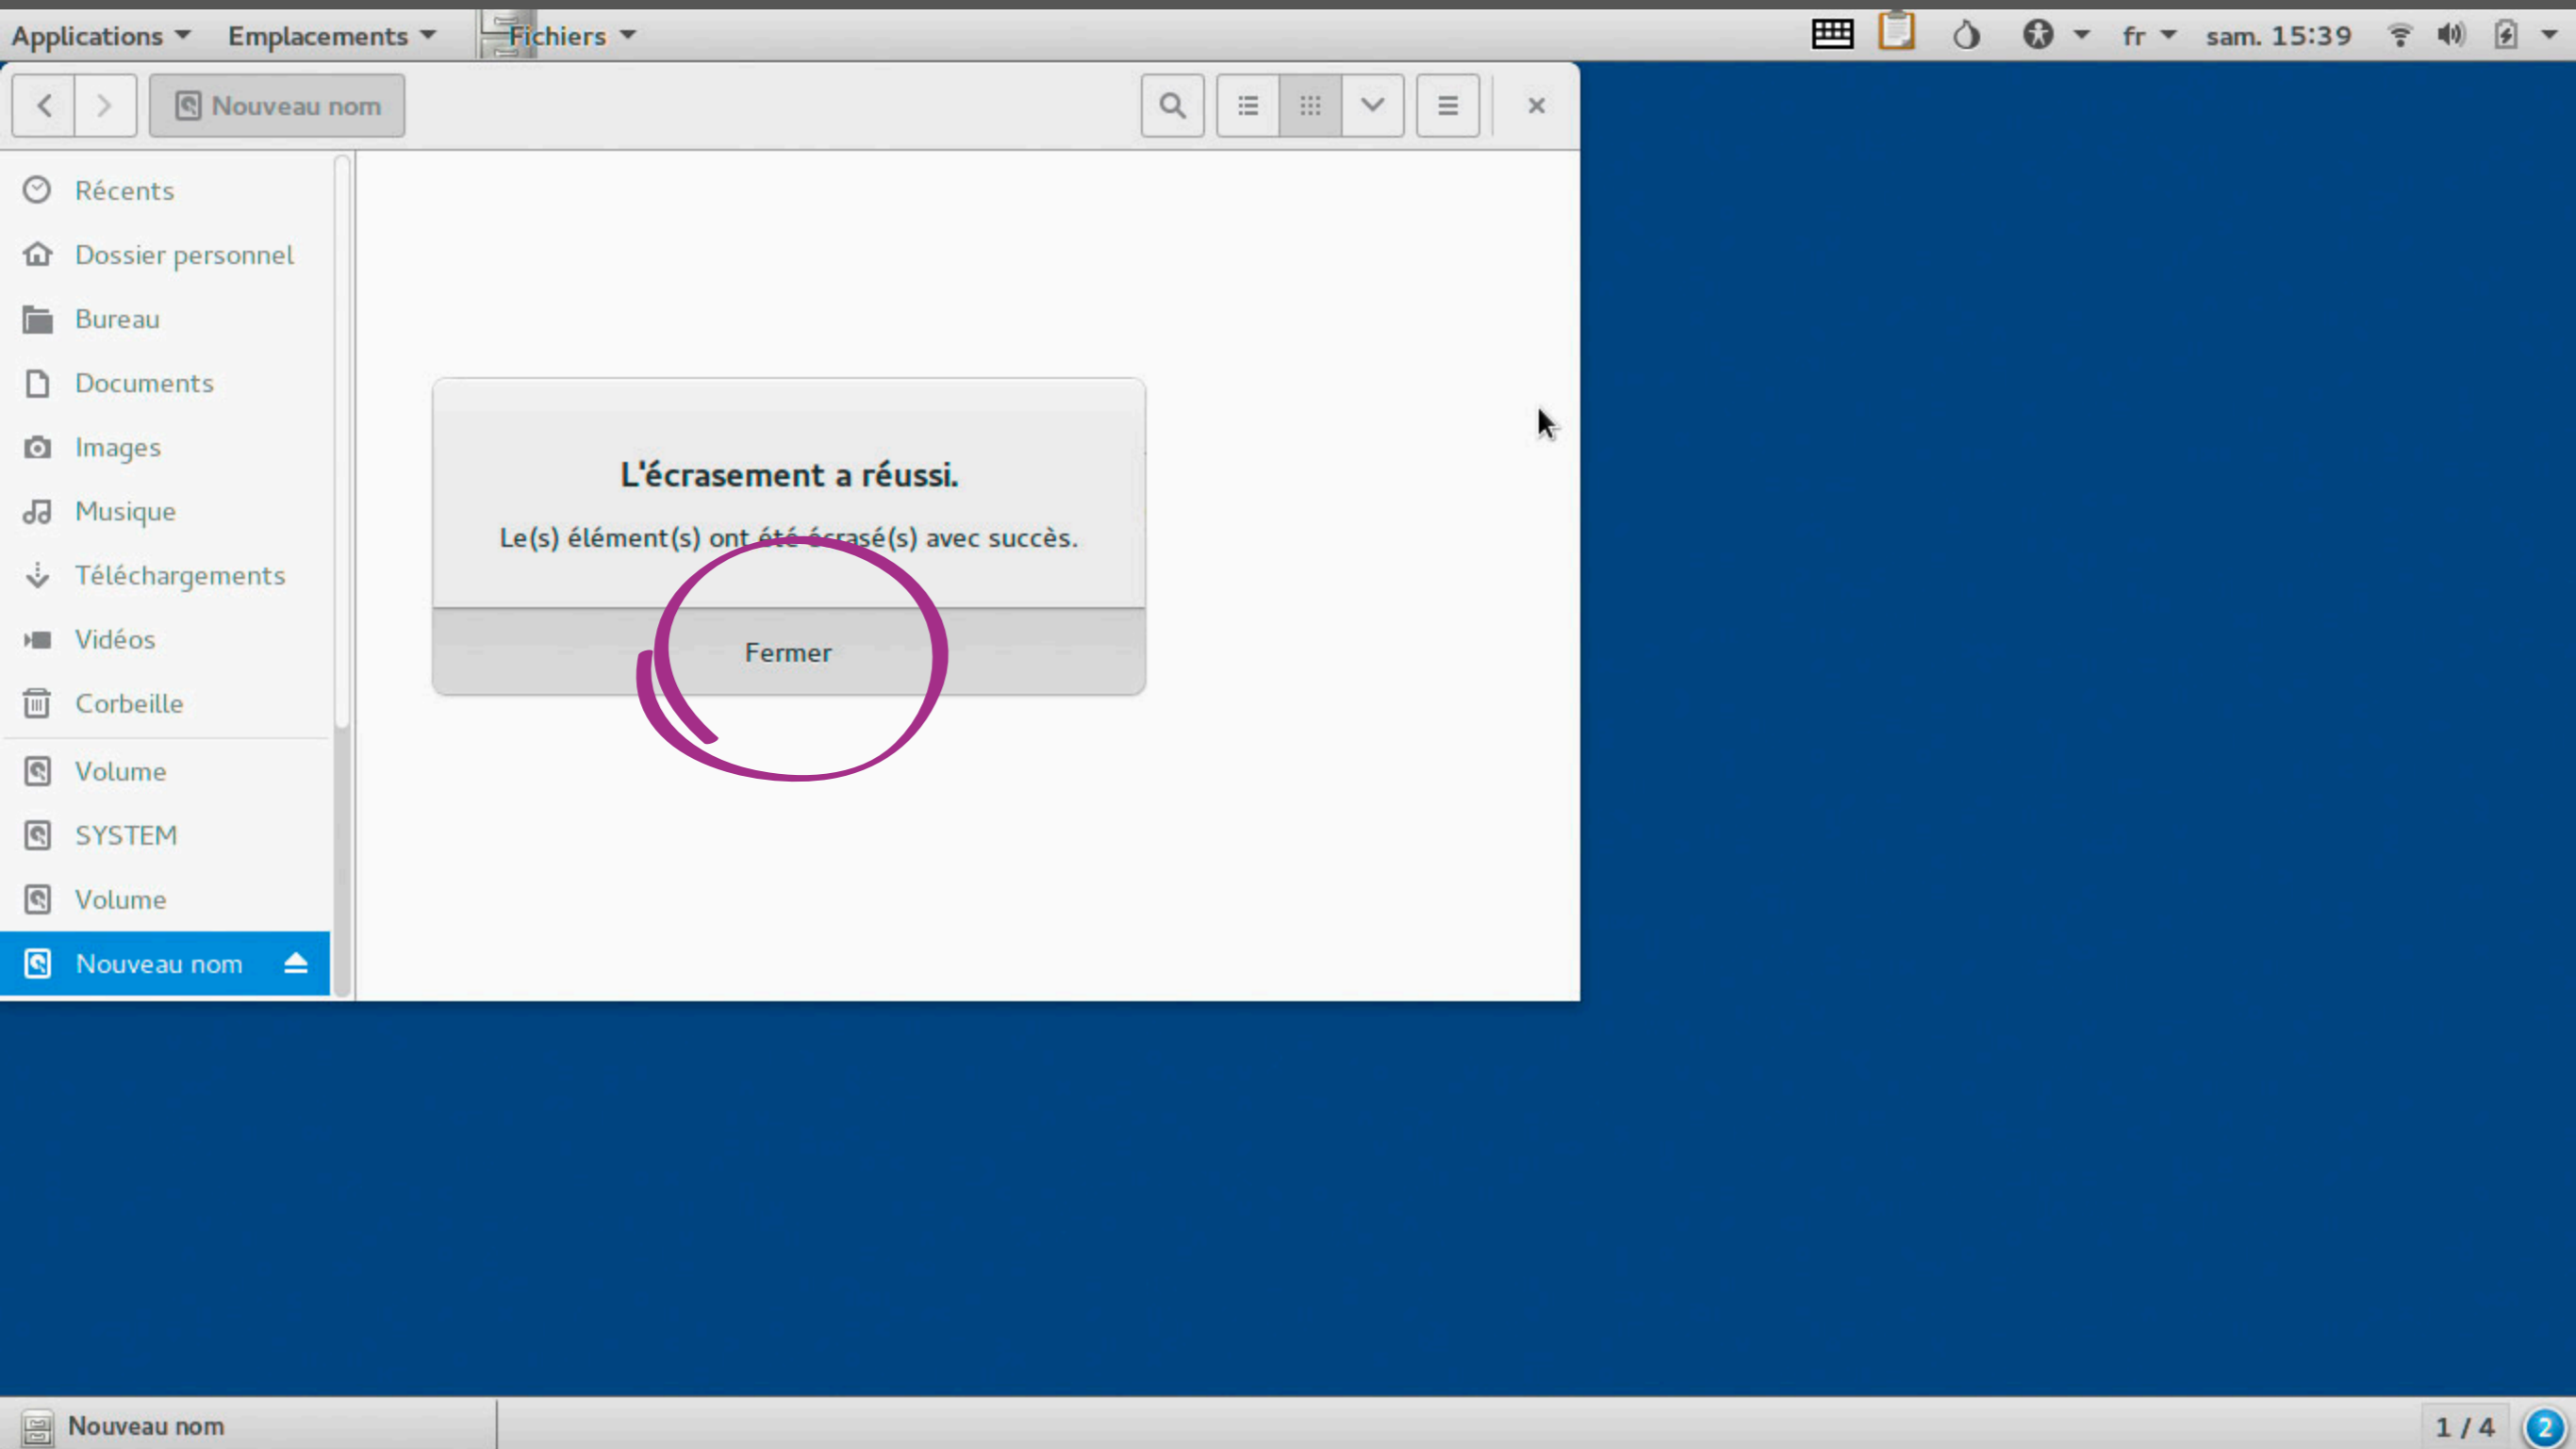 Applications Emplacements Fichiers fr sam. 15:39
Nouveau nom
Récents
Dossier personnel
Bureau
Documents
Images
Musique
Téléchargements
Vidéos
Corbeille
Volume
SYSTEM
Volume
Nouveau nom
L'écrasement a réussi.
Le(s) élément(s) ont été écrasé(s) avec succès.
Fermer
Nouveau nom
1 / 4 2